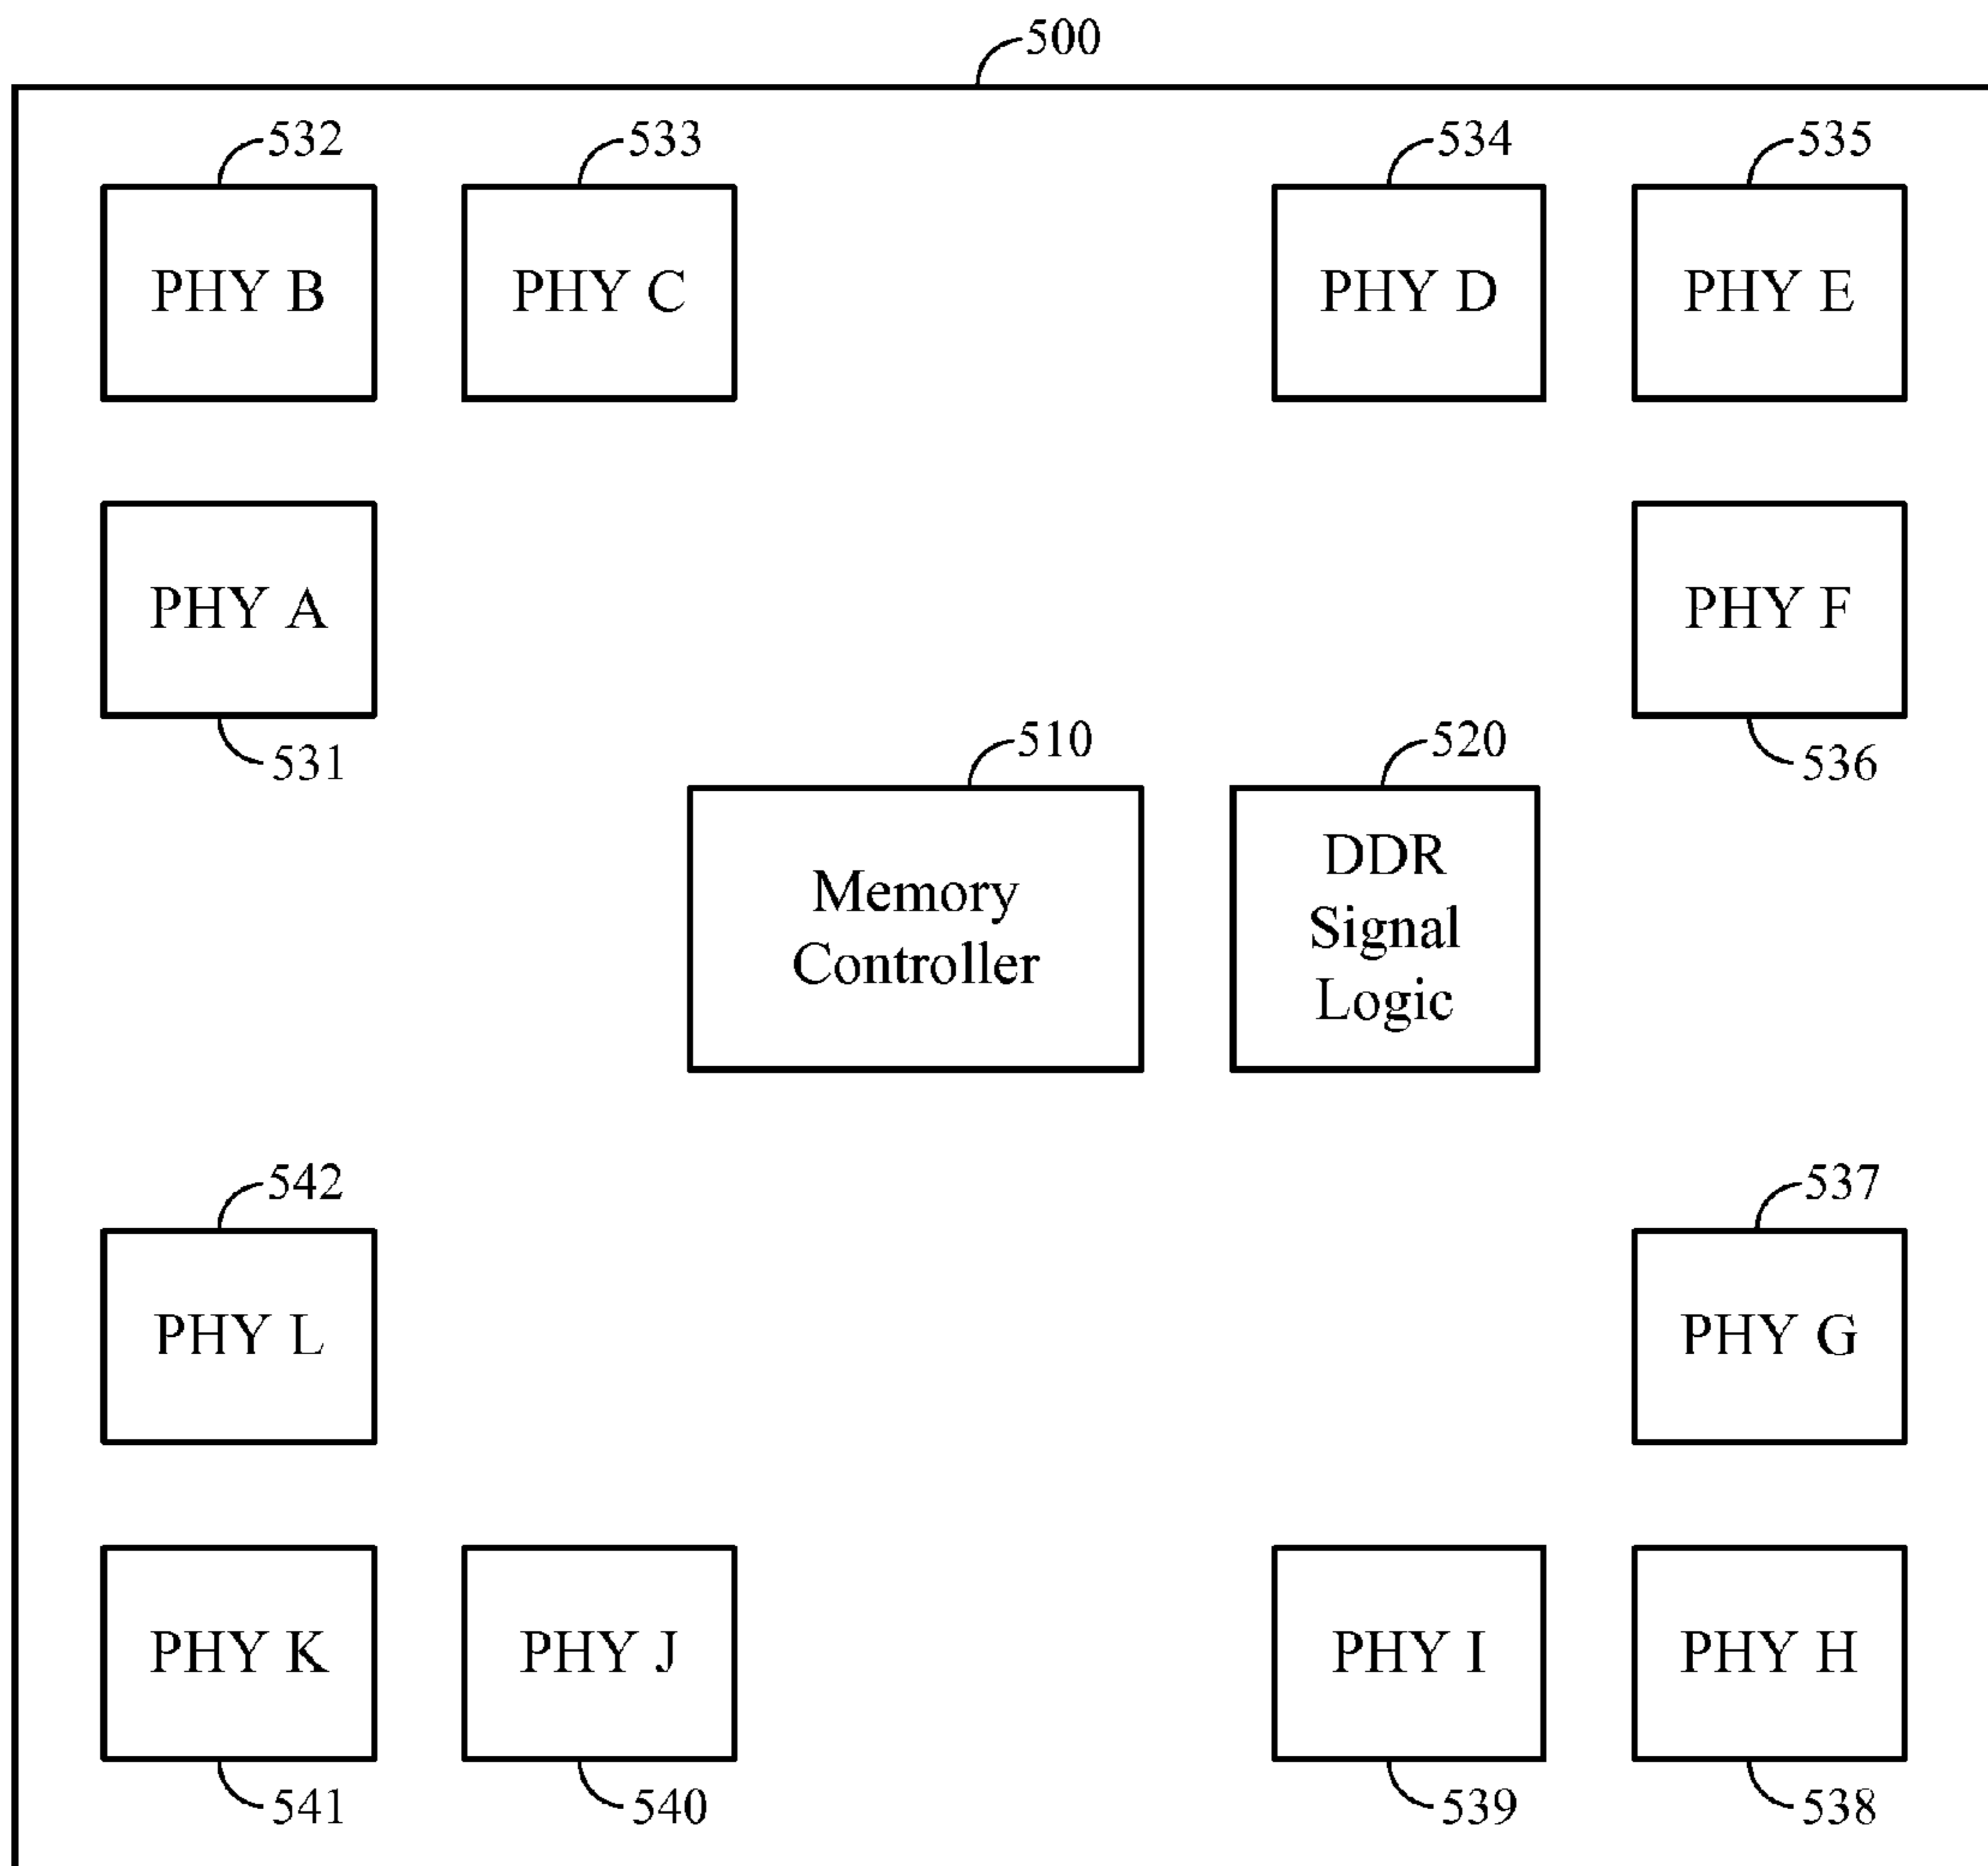 500
532
533
534
535
PHY B
PHY C
PHY D
PHY E
PHY A
PHY F
531
536
510
520
Memory
Controller
DDR
Signal
Logic
542
537
PHY L
PHY G
PHY K
PHY J
PHY I
PHY H
541
540
539
538